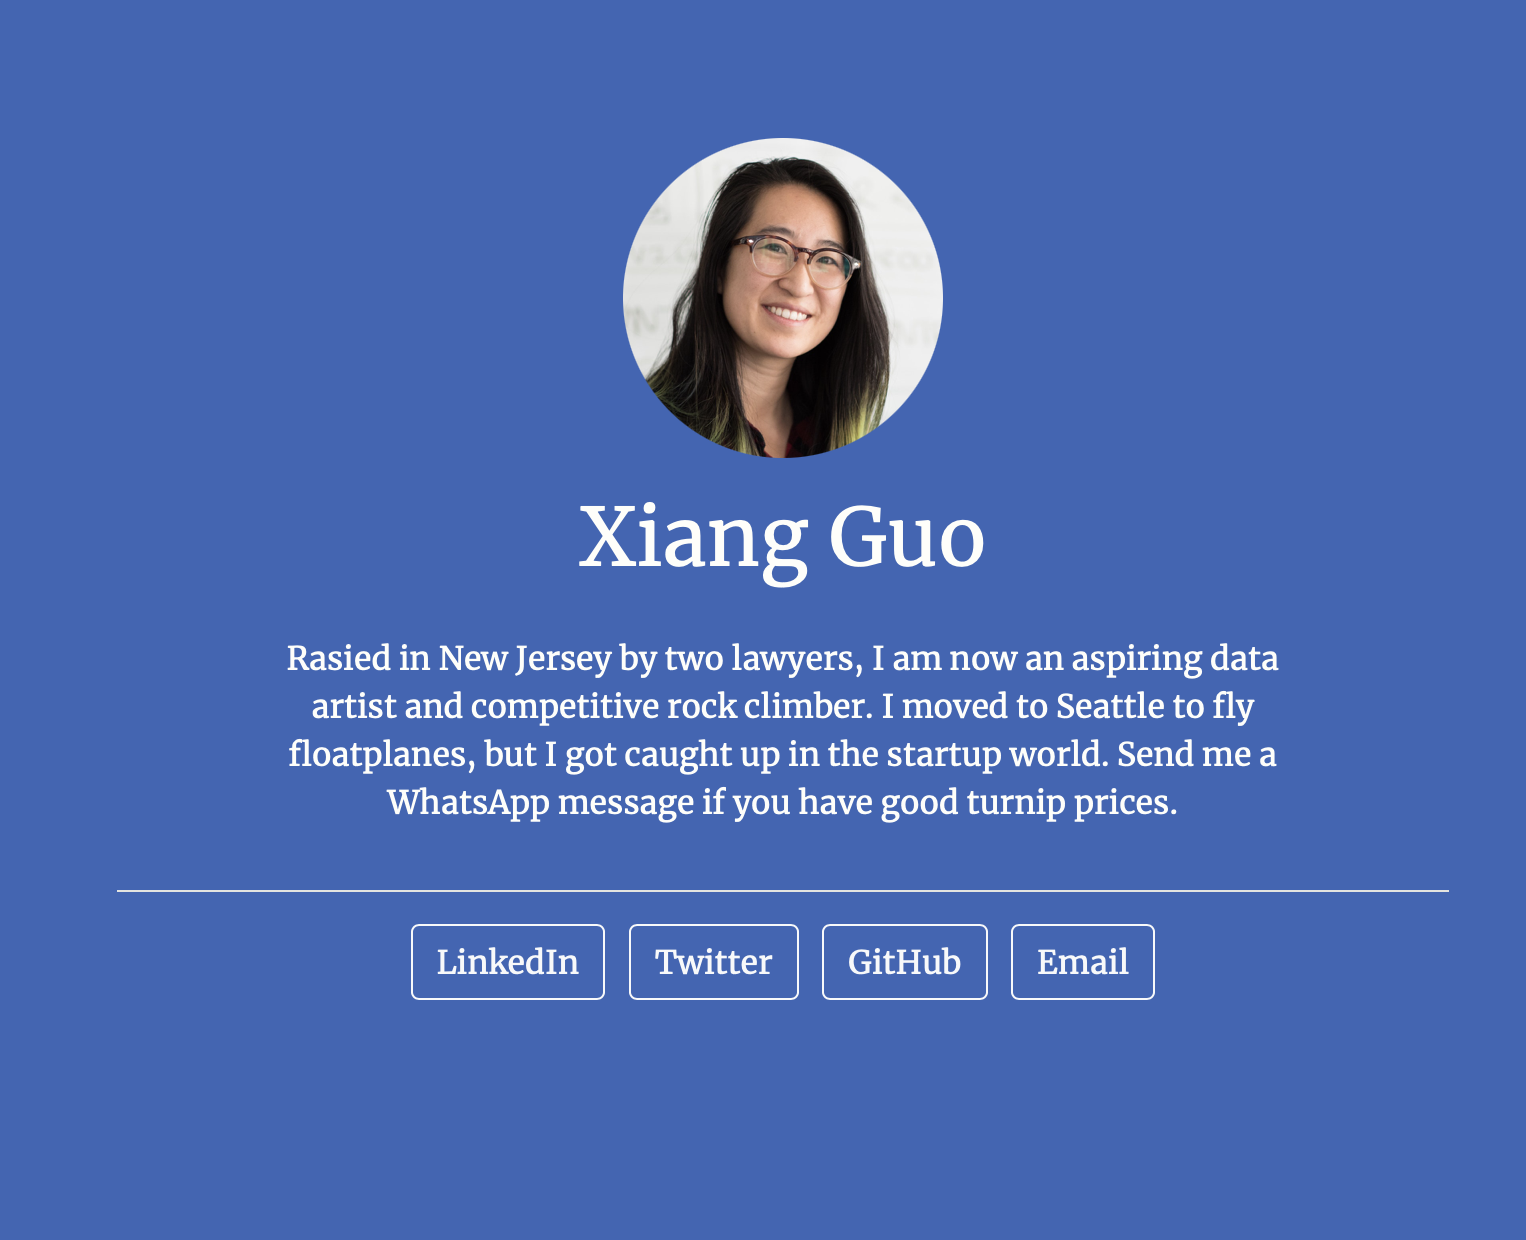 Xiang Guo
Rasied in New Jersey by two lawyers, I am now an aspiring data
artist and competitive rock climber. I moved to Seattle to fly
floatplanes, but I got caught up in the startup world. Send me a
WhatsApp message if you have good turnip prices.
LinkedIn
Twitter
GitHub
Email